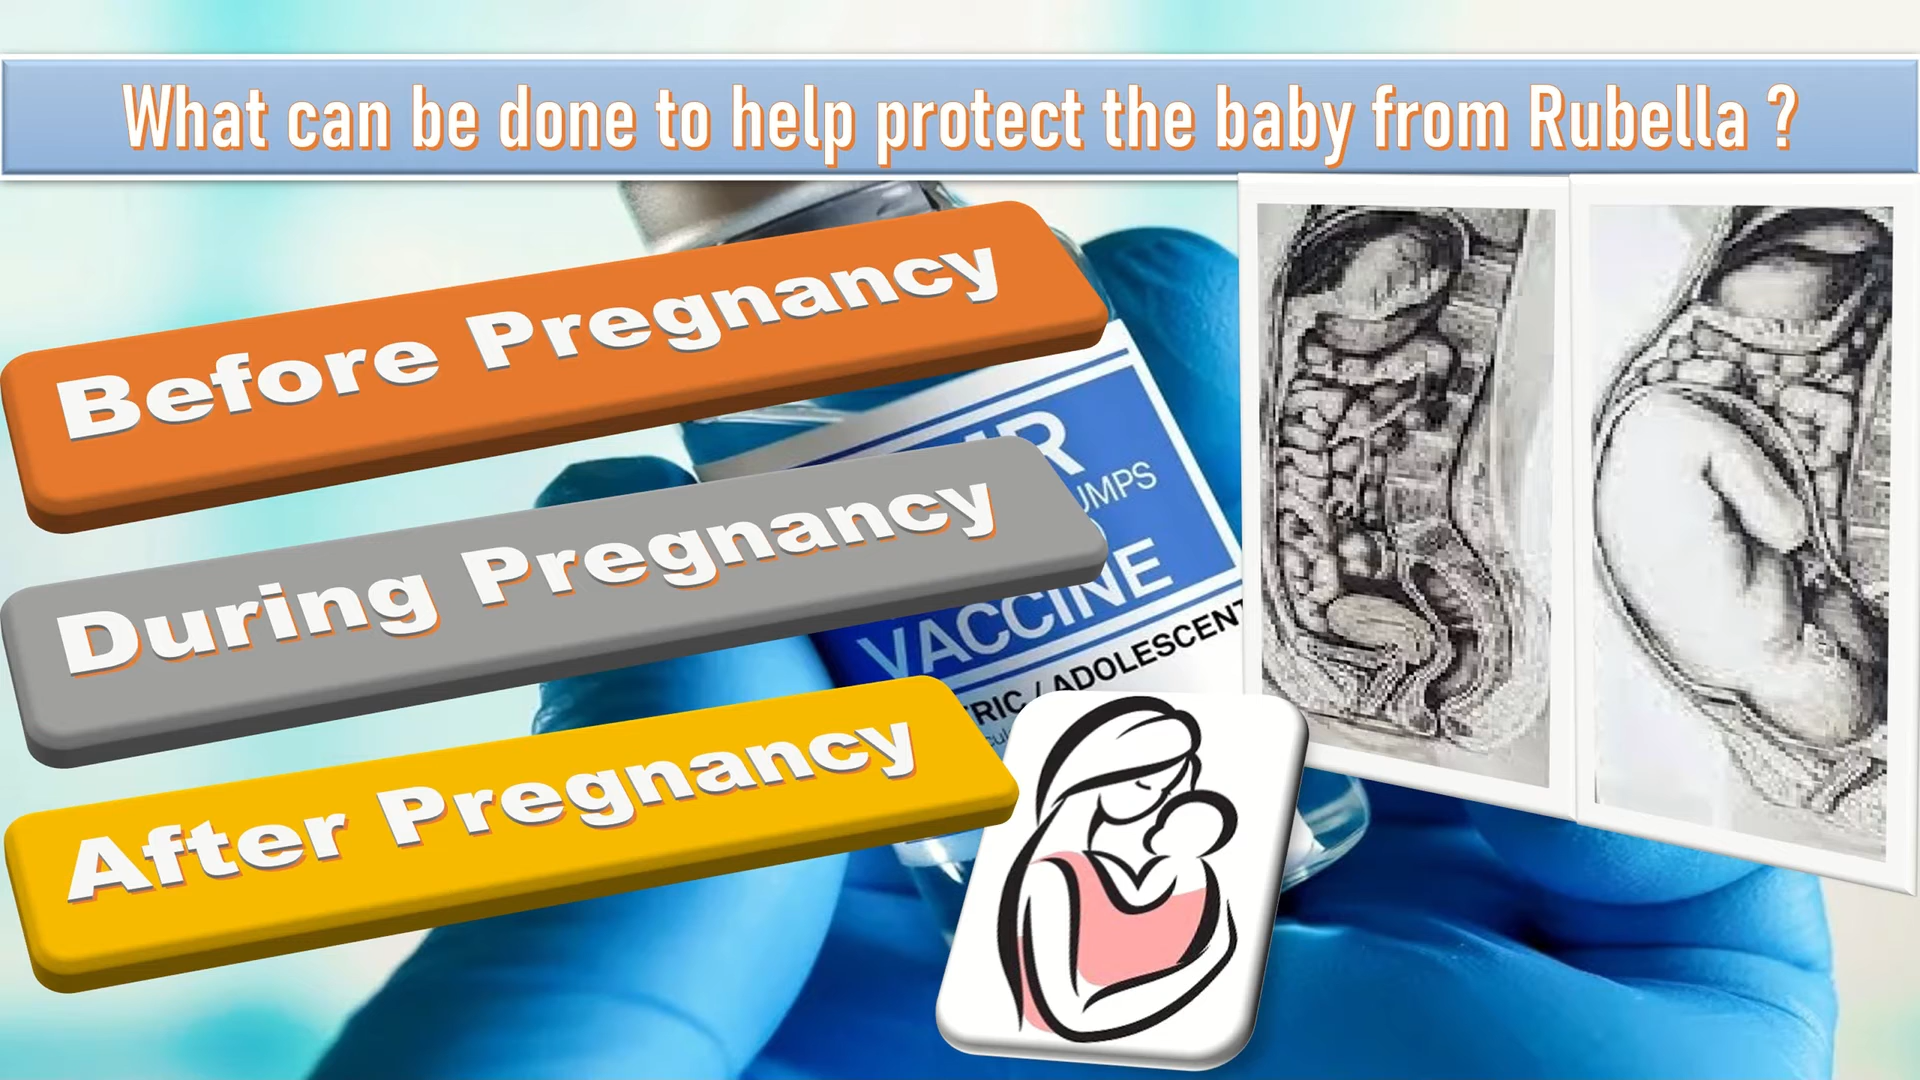 What can be done to help protect the baby from Rubella ?
Before Pregnancy
During Pregnancy
After Pregnancy
VACCINE
/ ADOLESCENT